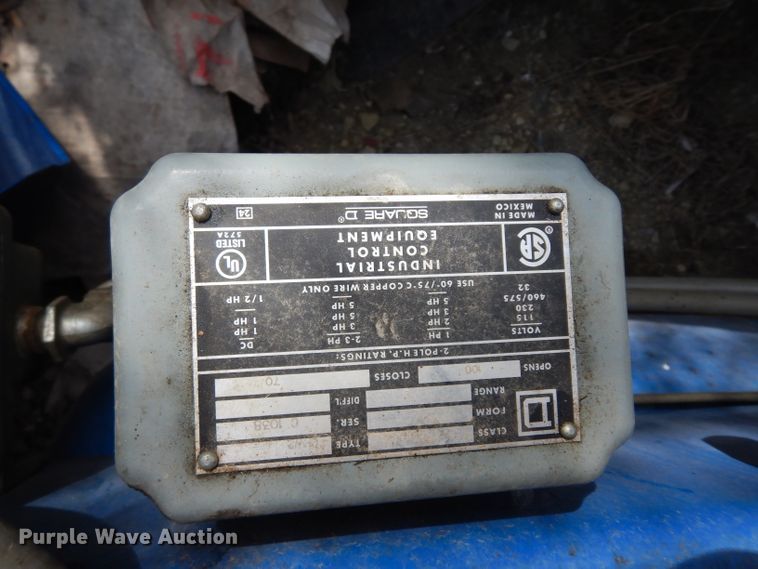 CLASS TYPE
FORM SER. C 1038
RANGE DIFF'L
OPENS 100 CLOSES
2-POLE H.P. RATINGS:
VOLTS 1 PH 2-3 PH DC
115 2 HP 3 HP 1 HP
230 3 HP 5 HP 1 HP
460/575 5 HP 5 HP
32 1/2 HP
USE 60°/75°C COPPER WIRE ONLY
SA ®
INDUSTRIAL
CONTROL
EQUIPMENT
UL
LISTED
572A
MADE IN
MEXICO
SQUARE D®
24
Purple Wave Auction